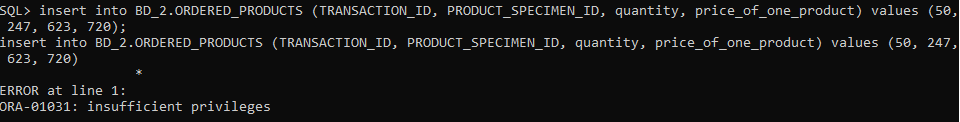 SQL> insert into BD_2.ORDERED_PRODUCTS (TRANSACTION_ID, PRODUCT_SPECIMEN_ID, quantity, price_of_one_product) values (50,
 247, 623, 720);
insert into BD_2.ORDERED_PRODUCTS (TRANSACTION_ID, PRODUCT_SPECIMEN_ID, quantity, price_of_one_product) values (50, 247,
 623, 720)
                 *
ERROR at line 1:
ORA-01031: insufficient privileges